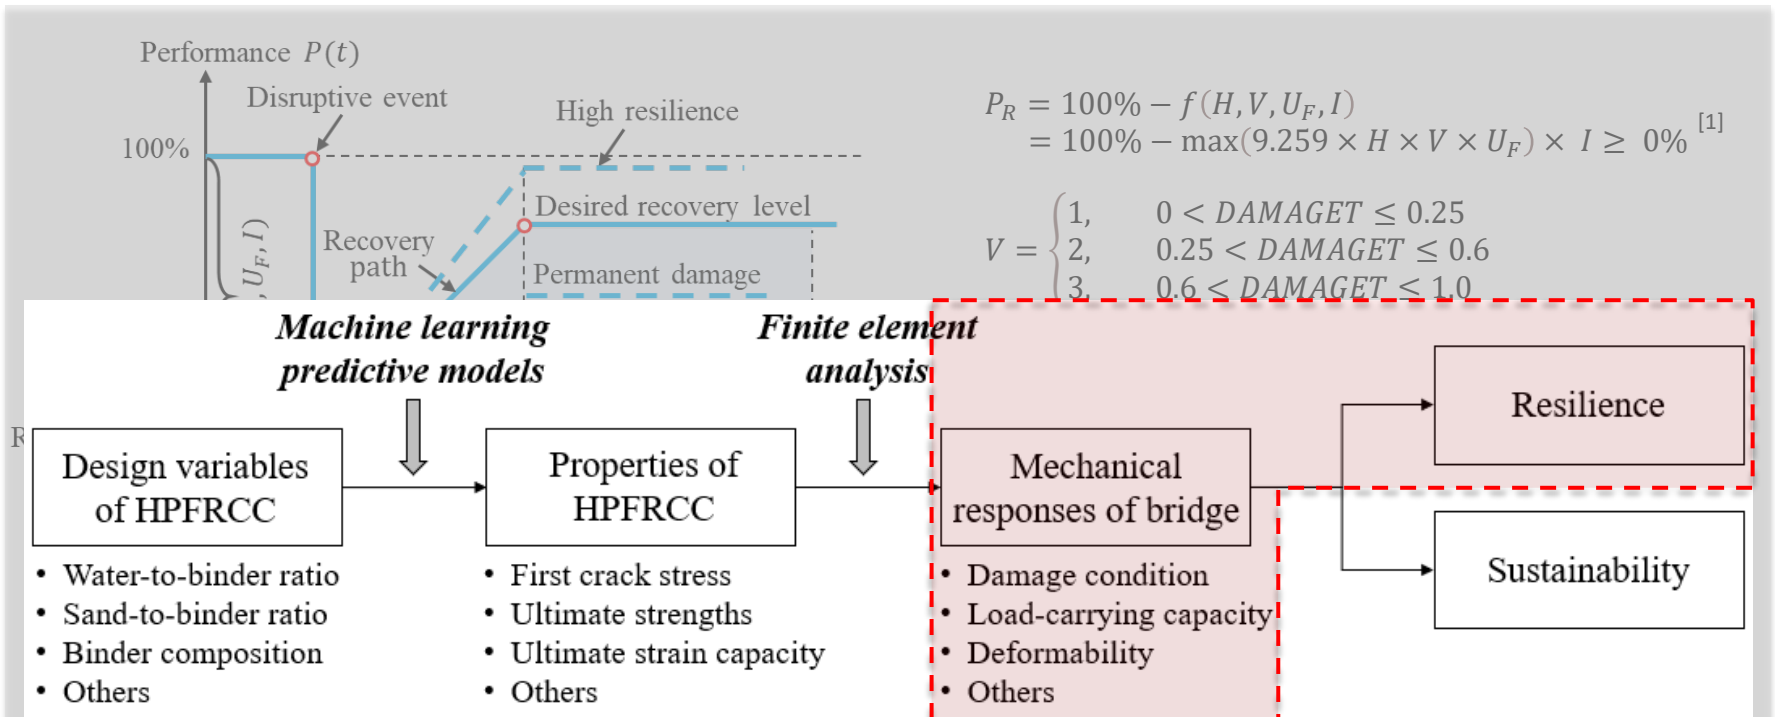 Performance P(t)
Disruptive event
High resilience
100%
Desired recovery level
Recovery
path
Permanent damage
, U_F, I)
P_R = 100% − f(H, V, U_F, I)
= 100% − max(9.259 × H × V × U_F) × I ≥ 0% [1]
V = { 1, 0 < DAMAGET ≤ 0.25
2, 0.25 < DAMAGET ≤ 0.6
3, 0.6 < DAMAGET ≤ 1.0
Machine learning
predictive models
Finite element
analysis
R
Design variables
of HPFRCC
• Water-to-binder ratio
• Sand-to-binder ratio
• Binder composition
• Others
Properties of
HPFRCC
• First crack stress
• Ultimate strengths
• Ultimate strain capacity
• Others
Mechanical
responses of bridge
• Damage condition
• Load-carrying capacity
• Deformability
• Others
Resilience
Sustainability